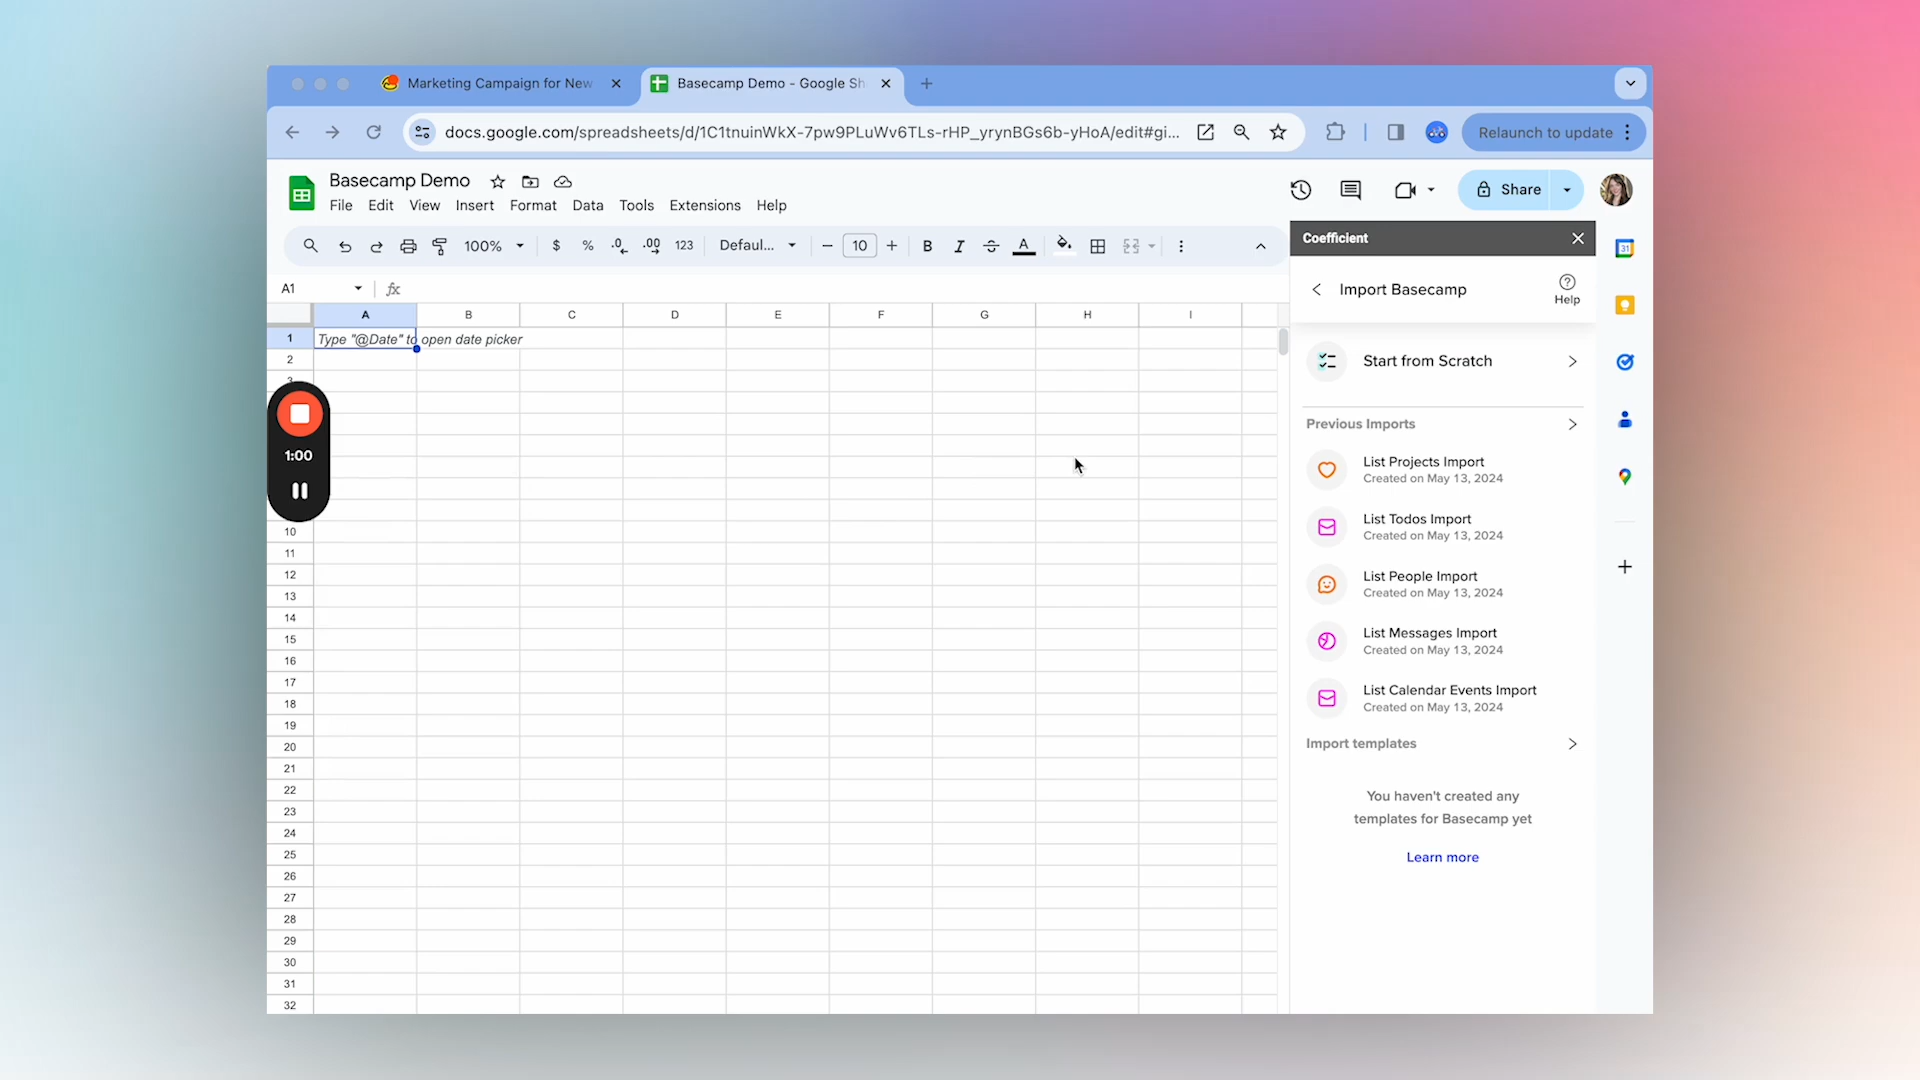 Marketing Campaign for New
Basecamp Demo - Google Sh
docs.google.com/spreadsheets/d/1C1tnuinWkX-7pw9PLuWv6TLs-rHP_yrynBGs6b-yHoA/edit#gi...
Relaunch to update
Basecamp Demo
File Edit View Insert Format Data Tools Extensions Help
Share
100% $ % .0 .00 123 Defaul... 10 B I A
Coefficient
A1 fx
Import Basecamp
Help
A B C D E F G H I
1 Type "@Date" to open date picker
2
3
10
11
12
13
14
15
16
17
18
19
20
21
22
23
24
25
26
27
28
29
30
31
32
1:00
Start from Scratch
Previous Imports
List Projects Import
Created on May 13, 2024
List Todos Import
Created on May 13, 2024
List People Import
Created on May 13, 2024
List Messages Import
Created on May 13, 2024
List Calendar Events Import
Created on May 13, 2024
Import templates
You haven't created any
templates for Basecamp yet
Learn more
31